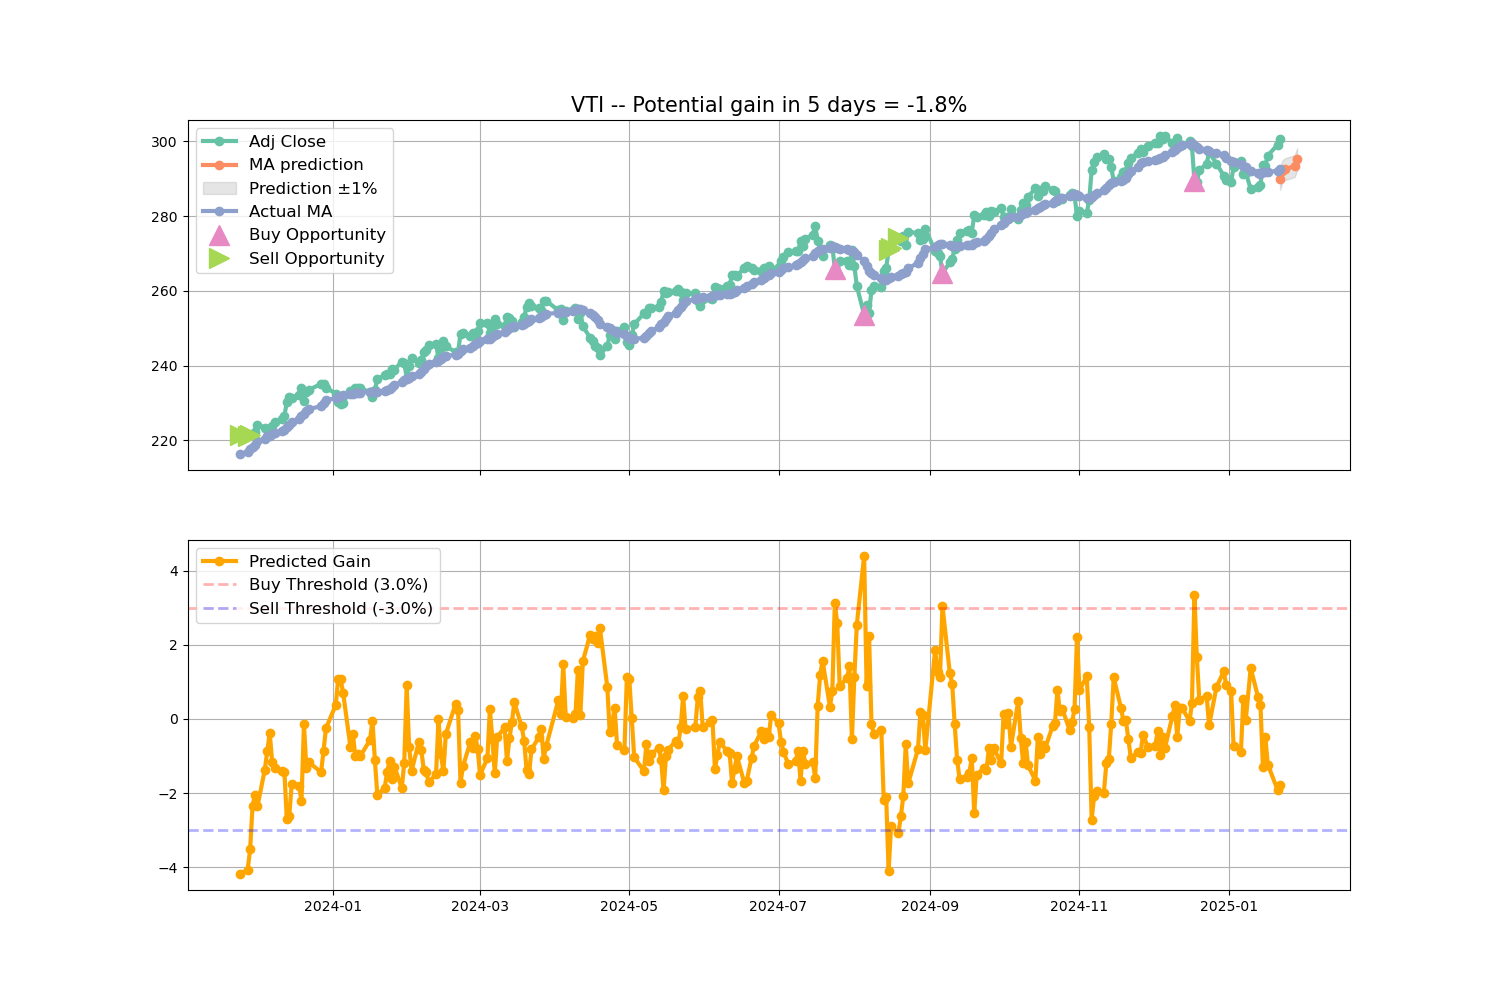 VTI -- Potential gain in 5 days = -1.8%
300
280
260
240
220
Adj Close
MA prediction
Prediction ±1%
Actual MA
Buy Opportunity
Sell Opportunity
4
2
0
−2
−4
Predicted Gain
Buy Threshold (3.0%)
Sell Threshold (-3.0%)
2024-01 2024-03 2024-05 2024-07 2024-09 2024-11 2025-01